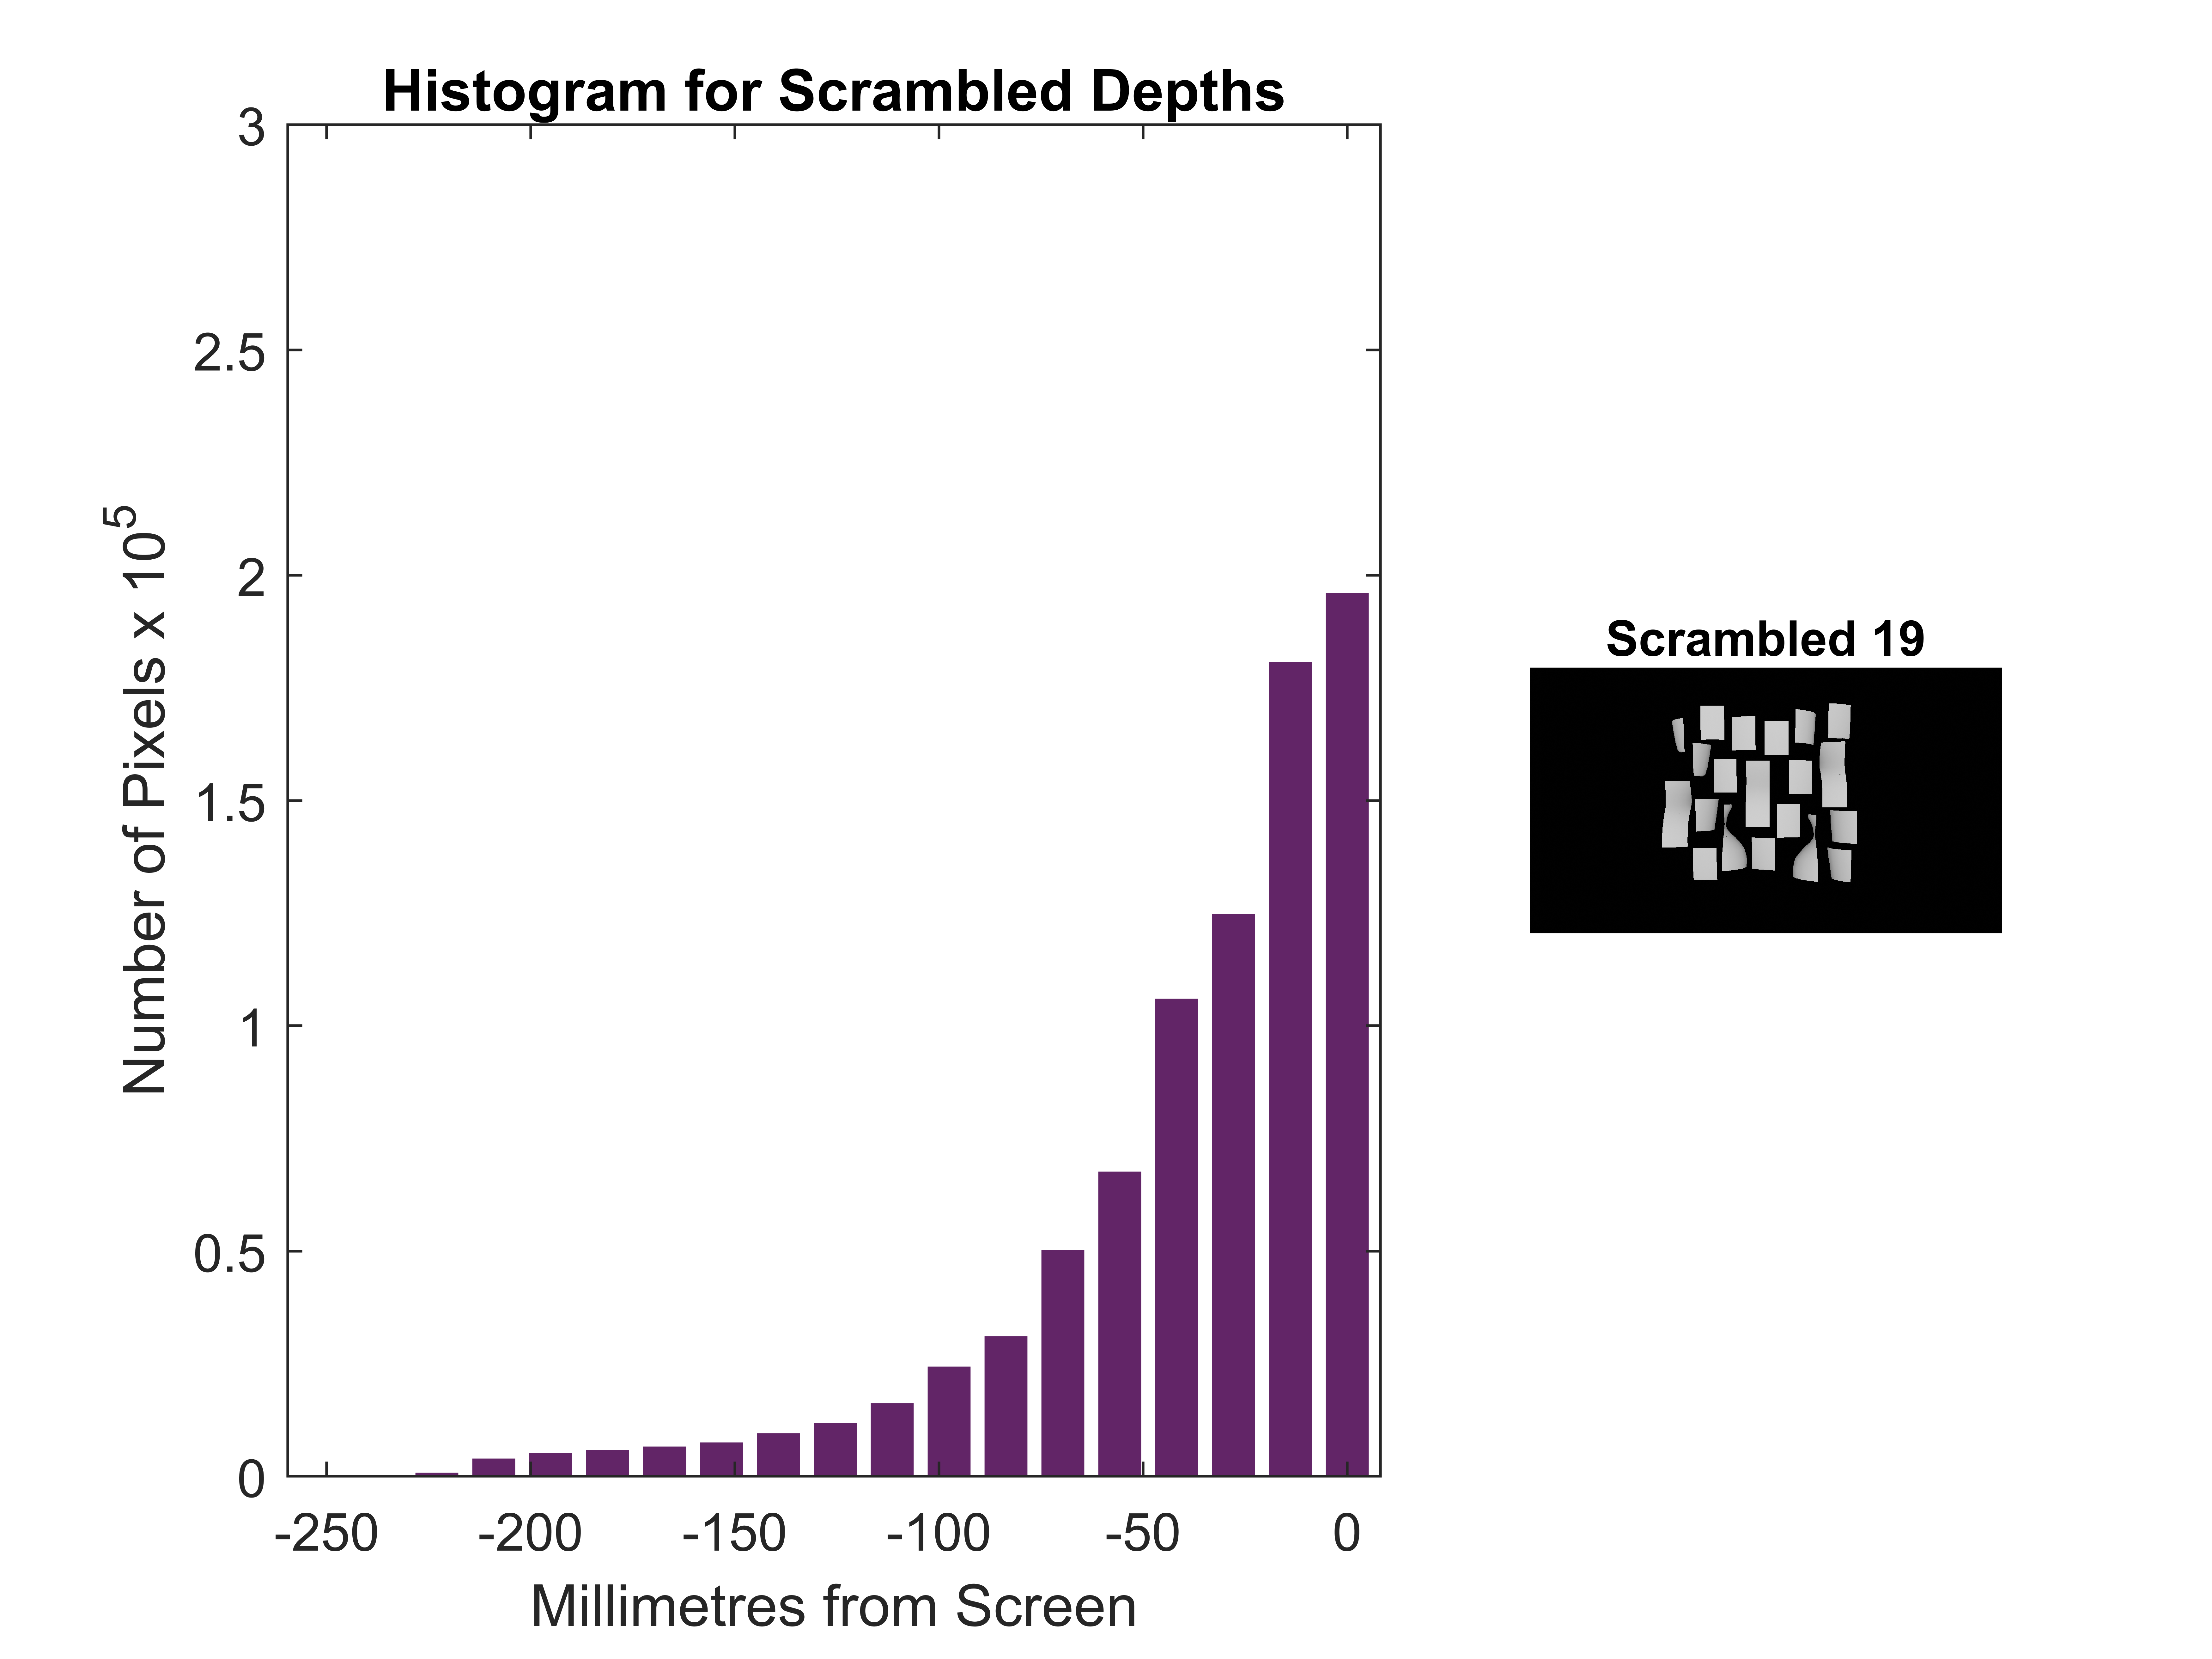 Histogram for Scrambled Depths
3
2.5
2
1.5
1
0.5
0
Number of Pixels x 10^5
-250 -200 -150 -100 -50 0
Millimetres from Screen
Scrambled 19